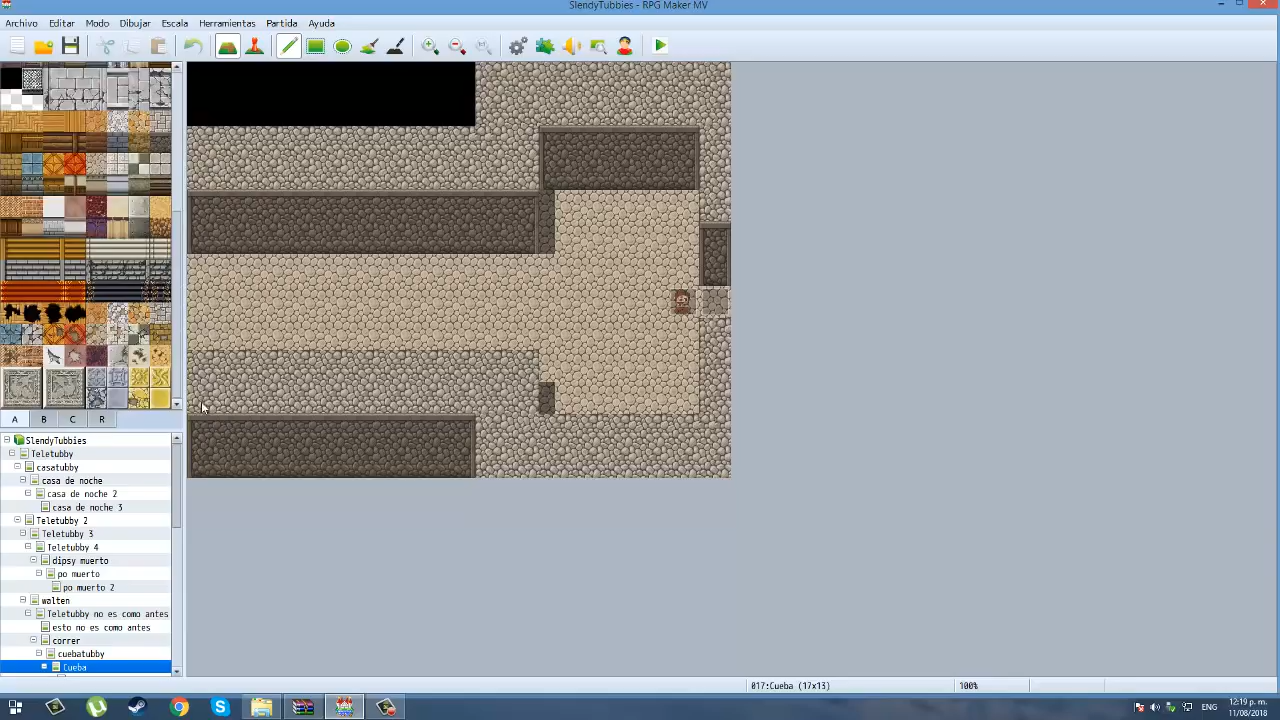 SlendyTubbies - RPG Maker MV
Archivo Editar Modo Dibujar Escala Herramientas Partida Ayuda
A B C R
SlendyTubbies
Teletubby
casatubby
casa de noche
casa de noche 2
casa de noche 3
Teletubby 2
Teletubby 3
Teletubby 4
dipsy muerto
po muerto
po muerto 2
walten
Teletubby no es como antes
esto no es como antes
correr
cuebatubby
Cueba
017:Cueba (17x13) 100%
ENG
12:19 p. m.
11/08/2018